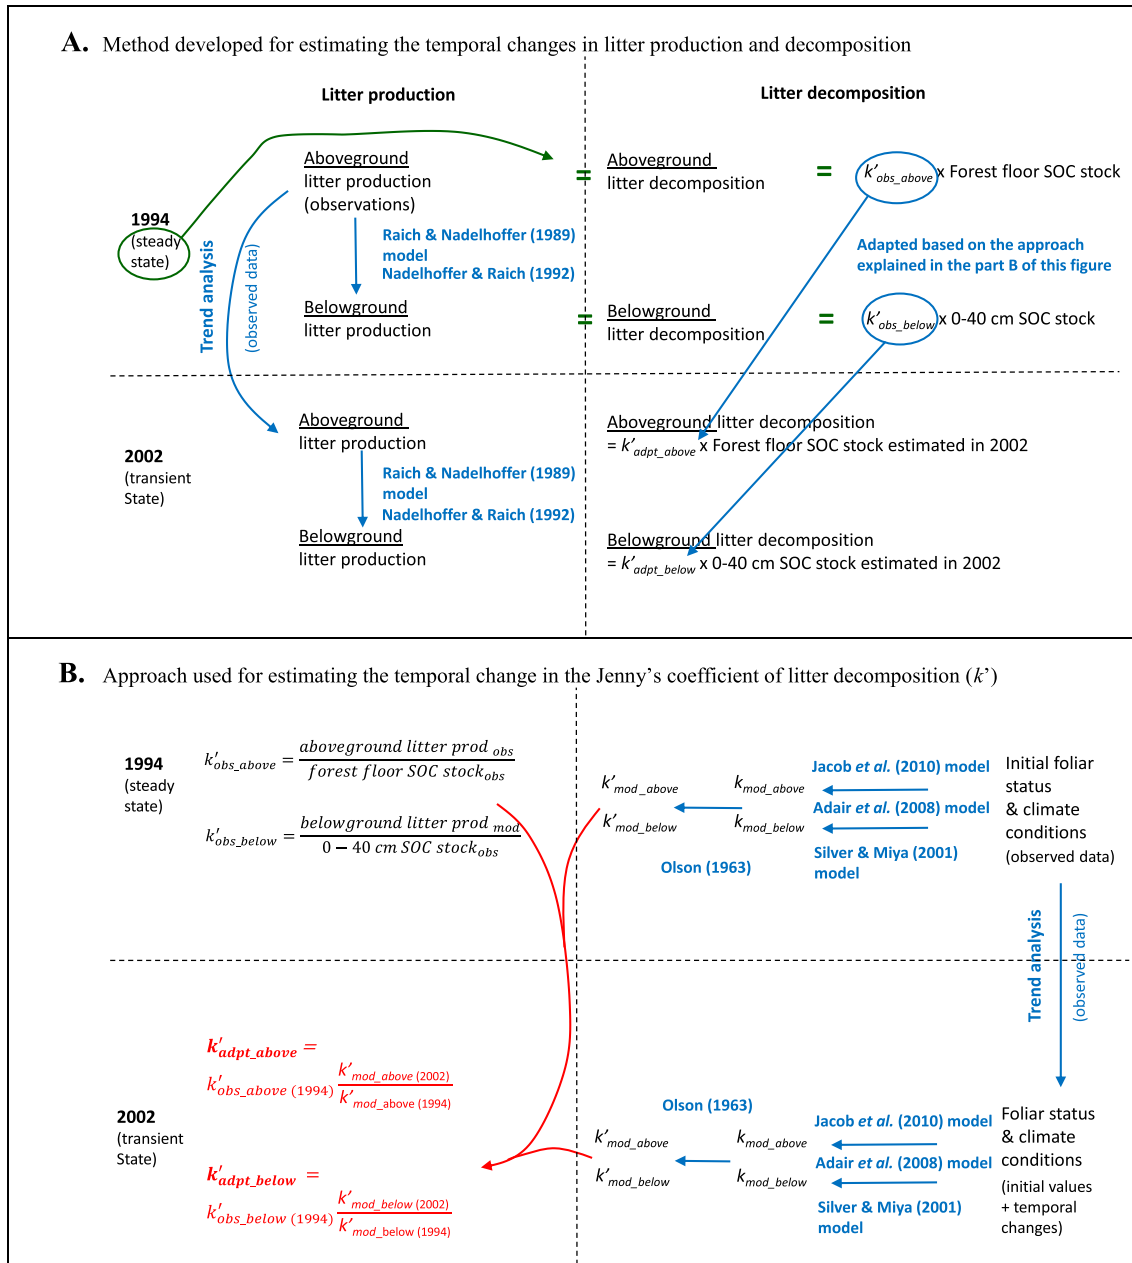 A. Method developed for estimating the temporal changes in litter production and decomposition
Litter production
Litter decomposition
1994
(steady
state)
Aboveground
litter production
(observations)
Trend analysis
(observed data)
Raich & Nadelhoffer (1989)
model
Nadelhoffer & Raich (1992)
Belowground
litter production
=
Aboveground
litter decomposition
=
k'obs_above x Forest floor SOC stock
Adapted based on the approach
explained in the part B of this figure
=
Belowground
litter decomposition
=
k'obs_below x 0-40 cm SOC stock
2002
(transient
State)
Aboveground
litter production
Raich & Nadelhoffer (1989)
model
Nadelhoffer & Raich (1992)
Belowground
litter production
Aboveground litter decomposition
= k'adpt_above x Forest floor SOC stock estimated in 2002
Belowground litter decomposition
= k'adpt_below x 0-40 cm SOC stock estimated in 2002
B. Approach used for estimating the temporal change in the Jenny's coefficient of litter decomposition (k')
1994
(steady
state)
k'obs_above = aboveground litter prod obs
forest floor SOC stock obs
k'obs_below = belowground litter prod mod
0 − 40 cm SOC stock obs
k'mod_above
k'mod_below
Olson (1963)
kmod_above
kmod_below
Jacob et al. (2010) model
Adair et al. (2008) model
Silver & Miya (2001)
model
Initial foliar
status
& climate
conditions
(observed data)
Trend analysis
(observed data)
2002
(transient
State)
k'adpt_above =
k'obs_above (1994) k'mod_above (2002)
k'mod_above (1994)
k'adpt_below =
k'obs_below (1994) k'mod_below (2002)
k'mod_below (1994)
Olson (1963)
k'mod_above
k'mod_below
kmod_above
kmod_below
Jacob et al. (2010) model
Adair et al. (2008) model
Silver & Miya (2001)
model
Foliar status
& climate
conditions
(initial values
+ temporal
changes)